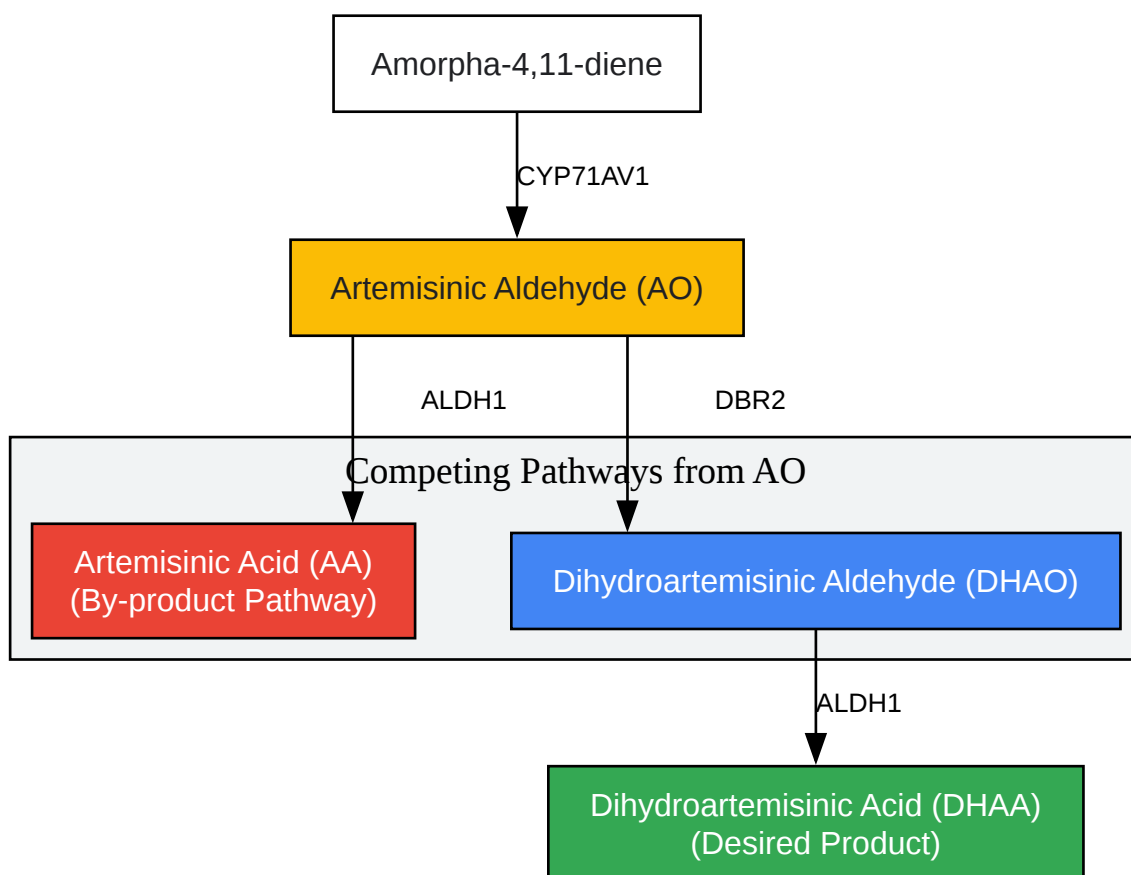 Amorpha-4,11-diene
CYP71AV1
Artemisinic Aldehyde (AO)
ALDH1
DBR2
Competing Pathways from AO
Artemisinic Acid (AA)
(By-product Pathway)
Dihydroartemisinic Aldehyde (DHAO)
ALDH1
Dihydroartemisinic Acid (DHAA)
(Desired Product)